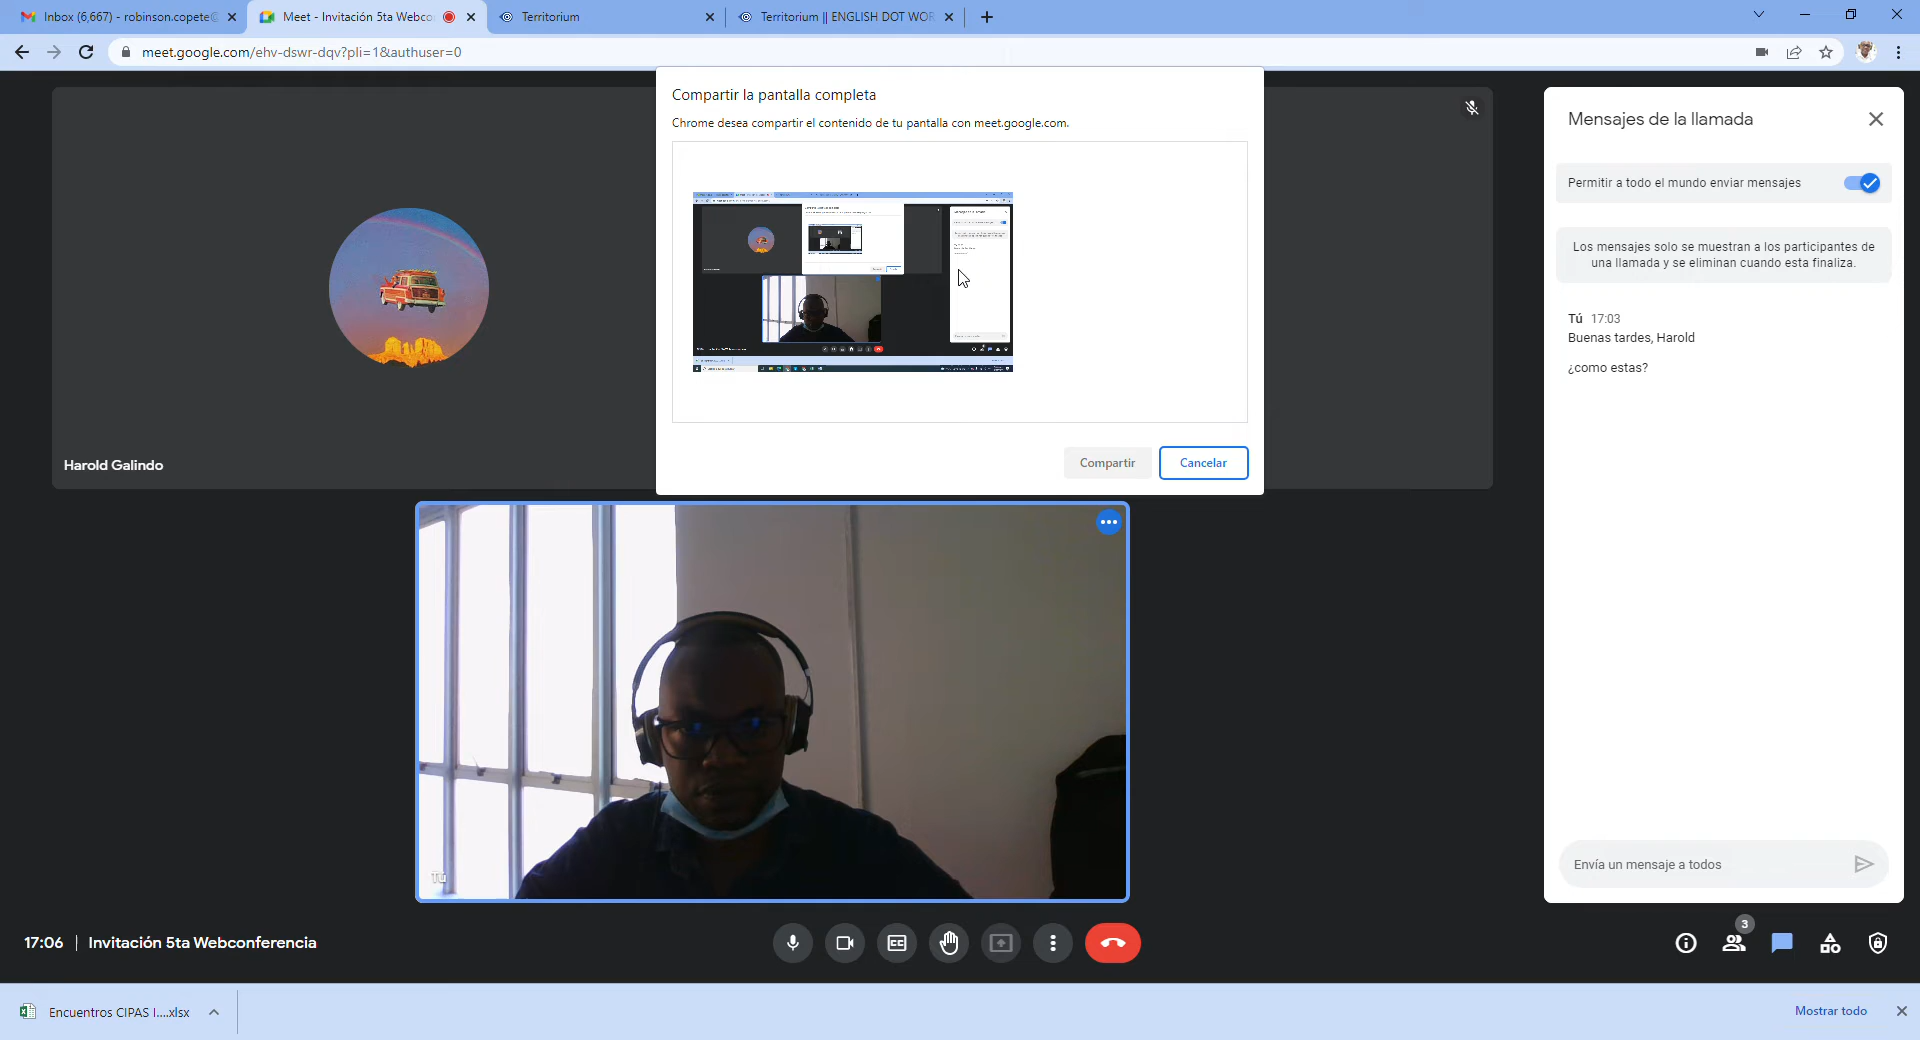 Inbox (6,667) - robinson.copete@
Meet - Invitación 5ta Webco
Territorium
Territorium || ENGLISH DOT WOR
meet.google.com/ehv-dswr-dqv?pli=1&authuser=0
Compartir la pantalla completa
Chrome desea compartir el contenido de tu pantalla con meet.google.com.
Compartir
Cancelar
Harold Galindo
Tú
Mensajes de la llamada
Permitir a todo el mundo enviar mensajes
Los mensajes solo se muestran a los participantes de
una llamada y se eliminan cuando esta finaliza.
Tú 17:03
Buenas tardes, Harold
¿como estas?
Envía un mensaje a todos
17:06 | Invitación 5ta Webconferencia
CC
3
Encuentros CIPAS I....xlsx
Mostrar todo